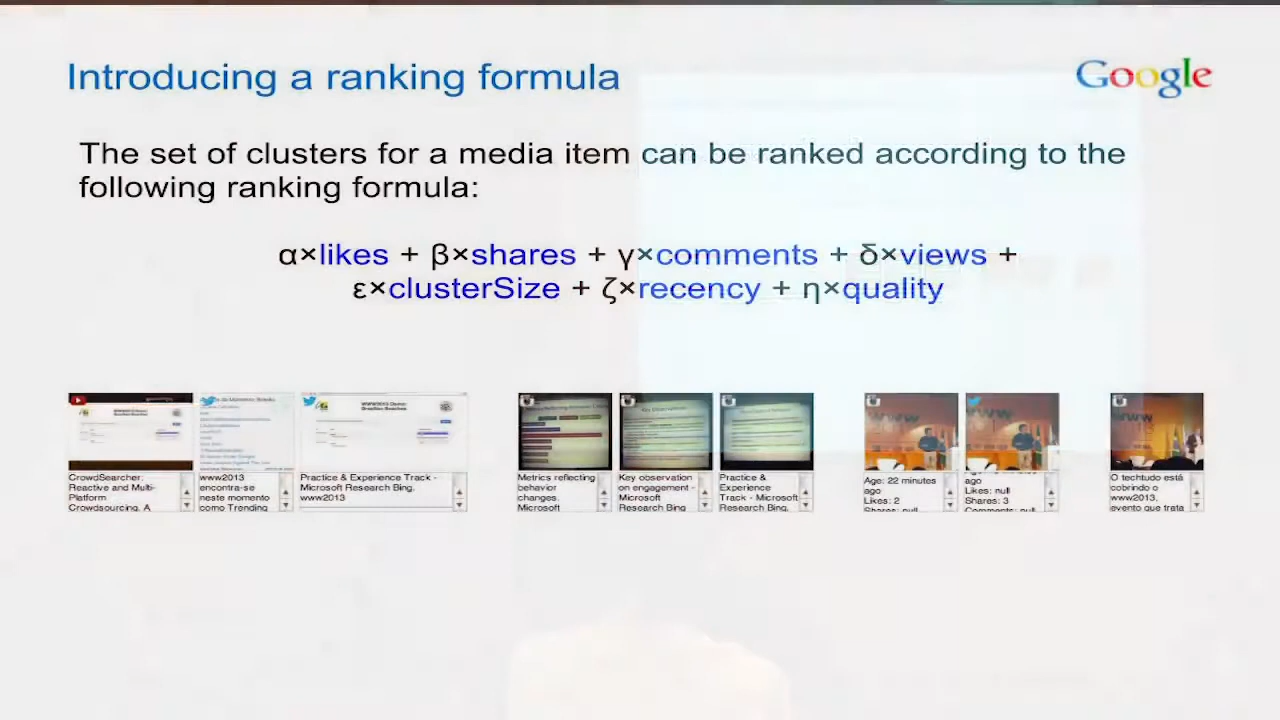 Introducing a ranking formula
Google
The set of clusters for a media item can be ranked according to the
following ranking formula:
α×likes + β×shares + γ×comments + δ×views +
ε×clusterSize + ζ×recency + η×quality
CrowdSearcher:
Reactive and Multi-
Platform
Crowdsourcing. A
www2013
encontra-se
neste momento
como Trending
Practice & Experience Track -
Microsoft Research Bing.
www2013
Metrics reflecting
behavior
changes.
Microsoft
Key observation
on engagement -
Microsoft
Research Bing
Practice &
Experience
Track - Microsoft
Research Bing.
Age: 22 minutes
ago
Likes: 2
Shares: null
ago
Likes: null
Shares: 3
Comments: null
O techtudo está
cobrindo o
www2013,
evento que trata